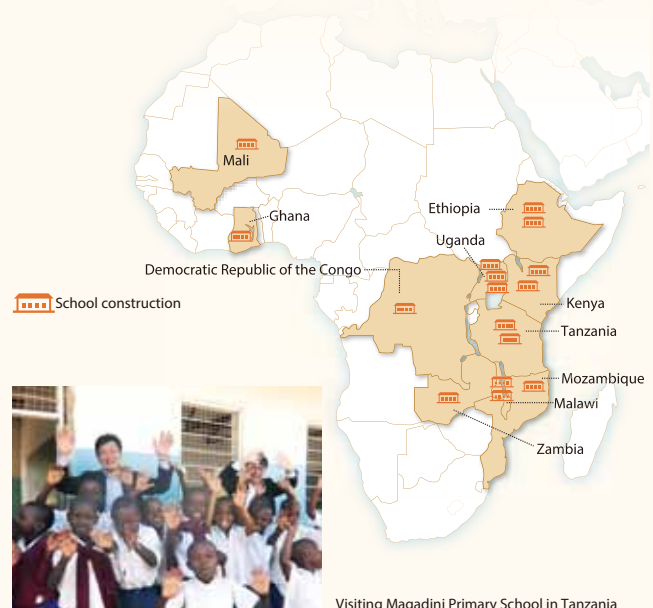 Mali
Ghana
Ethiopia
Uganda
Democratic Republic of the Congo
School construction
Kenya
Tanzania
Mozambique
Malawi
Zambia
Visiting Magadini Primary School in Tanzania